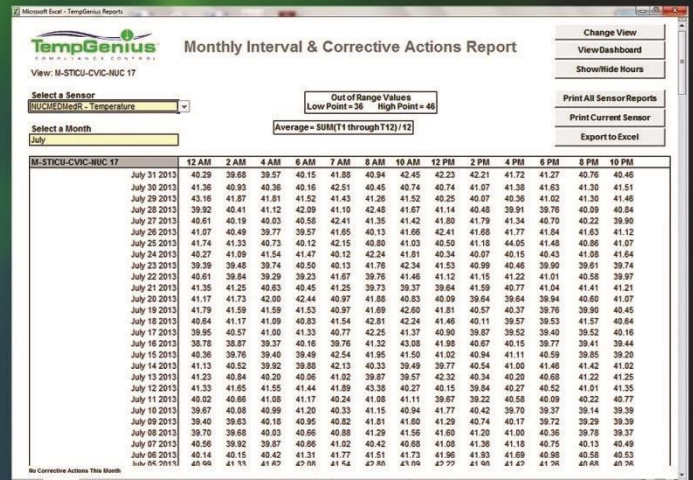 Microsoft Excel - TempGenius Reports
TempGenius
COMPLIANCE CONTROL
Monthly Interval & Corrective Actions Report
Change View
View Dashboard
Show/Hide Hours
View: M-STICU-CVIC-NUC 17
Select a Sensor
NUCMEDMedR - Temperature
Out of Range Values
Low Point = 36 High Point = 46
Print All Sensor Reports
Print Current Sensor
Select a Month
July
Average = SUM(T1 through T12) / 12
Export to Excel
M-STICU-CVIC-NUC 17 12 AM 2 AM 4 AM 6 AM 7 AM 8 AM 10 AM 12 PM 2 PM 4 PM 6 PM 8 PM 10 PM
July 31 2013 40.29 39.68 39.57 40.15 41.88 40.94 42.45 42.23 42.21 41.72 41.27 40.76 40.46
July 30 2013 41.36 40.93 40.36 40.16 42.51 40.45 40.74 40.74 41.07 41.38 41.63 41.30 41.51
July 29 2013 43.16 41.87 41.81 41.52 41.43 41.26 41.52 40.25 40.07 40.36 41.02 41.30 41.46
July 28 2013 39.92 40.41 41.12 42.09 41.10 42.48 41.67 41.14 40.48 39.91 39.76 40.09 40.84
July 27 2013 40.61 40.19 40.03 40.58 42.41 41.35 41.42 41.80 41.79 41.34 40.70 40.22 39.90
July 26 2013 41.07 40.49 39.77 39.57 41.65 40.13 41.66 42.41 41.68 41.77 41.84 41.63 41.12
July 25 2013 41.74 41.33 40.73 40.12 42.15 40.80 41.03 40.50 41.18 44.05 41.48 40.86 41.07
July 24 2013 40.27 41.09 41.54 41.47 40.12 42.24 41.81 40.34 40.07 40.15 40.43 41.08 41.64
July 23 2013 39.39 39.48 39.74 40.50 40.13 41.76 42.34 41.53 40.99 40.46 39.90 39.61 39.74
July 22 2013 40.61 39.84 39.29 39.23 41.67 39.76 41.46 41.12 41.15 41.22 41.01 40.58 39.97
July 21 2013 41.35 41.25 40.63 40.45 41.25 39.73 39.37 39.64 41.59 40.77 41.04 41.41 41.21
July 20 2013 41.17 41.73 42.00 42.44 40.97 41.88 40.83 40.09 39.64 39.64 39.94 40.60 41.07
July 19 2013 41.79 41.59 41.59 41.53 40.97 41.69 42.60 41.81 40.57 40.37 39.76 39.90 40.45
July 18 2013 40.64 41.17 41.09 40.83 41.54 42.81 42.24 41.46 40.11 39.57 39.53 41.57 40.64
July 17 2013 39.95 40.57 41.00 41.33 40.77 42.25 41.37 40.90 39.87 39.52 39.40 39.52 40.16
July 16 2013 38.78 38.87 39.37 40.16 39.76 41.32 43.08 41.98 40.67 40.15 39.77 39.41 39.44
July 15 2013 40.36 39.76 39.40 39.49 42.54 41.95 41.50 41.02 40.94 41.11 40.59 39.85 39.20
July 14 2013 41.13 40.52 39.92 39.88 42.13 40.33 39.49 39.77 40.54 41.00 41.46 41.42 41.02
July 13 2013 41.23 40.84 40.20 40.06 41.02 39.87 39.57 42.32 40.34 40.20 40.68 41.22 41.25
July 12 2013 41.33 41.65 41.55 41.44 41.89 43.38 40.27 40.15 39.84 40.27 40.52 41.01 41.35
July 11 2013 40.02 40.66 41.08 41.17 40.24 41.08 41.11 39.67 39.22 40.58 40.09 40.22 40.77
July 10 2013 39.67 40.08 40.99 41.20 40.33 41.15 40.94 41.77 40.42 39.70 39.37 39.14 39.39
July 09 2013 39.40 39.63 40.18 40.95 40.82 41.81 41.60 41.29 40.74 40.17 39.72 39.29 39.39
July 08 2013 39.70 39.68 40.03 40.66 40.88 41.29 41.56 41.60 41.20 41.00 40.36 39.78 39.37
July 07 2013 40.56 39.92 39.87 40.66 41.02 40.42 40.68 41.08 41.36 41.18 40.75 40.13 40.49
July 06 2013 40.14 40.15 40.42 41.31 41.77 41.51 41.73 41.96 41.93 41.69 40.98 40.58 40.53
July 05 2013 40.99 41.33 41.62 42.08 41.54 42.80 43.09 42.22 41.90 41.42 41.26 40.68 40.26
No Corrective Actions This Month